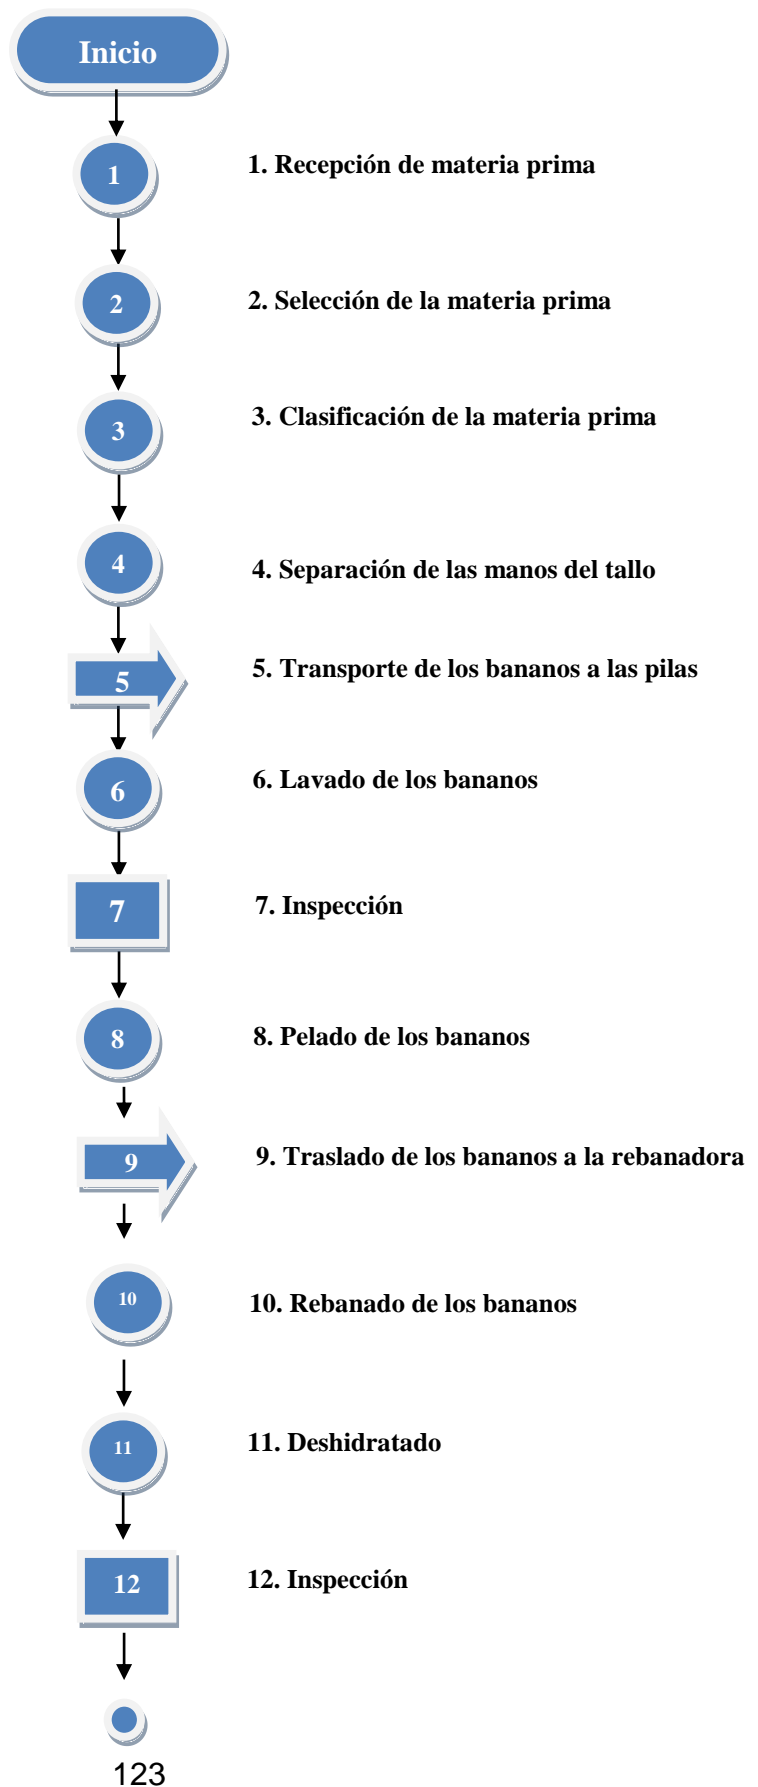 Inicio
1
1. Recepción de materia prima
2
2. Selección de la materia prima
3
3. Clasificación de la materia prima
4
4. Separación de las manos del tallo
5
5. Transporte de los bananos a las pilas
6
6. Lavado de los bananos
7
7. Inspección
8
8. Pelado de los bananos
9
9. Traslado de los bananos a la rebanadora
10
10. Rebanado de los bananos
11
11. Deshidratado
12
12. Inspección
123